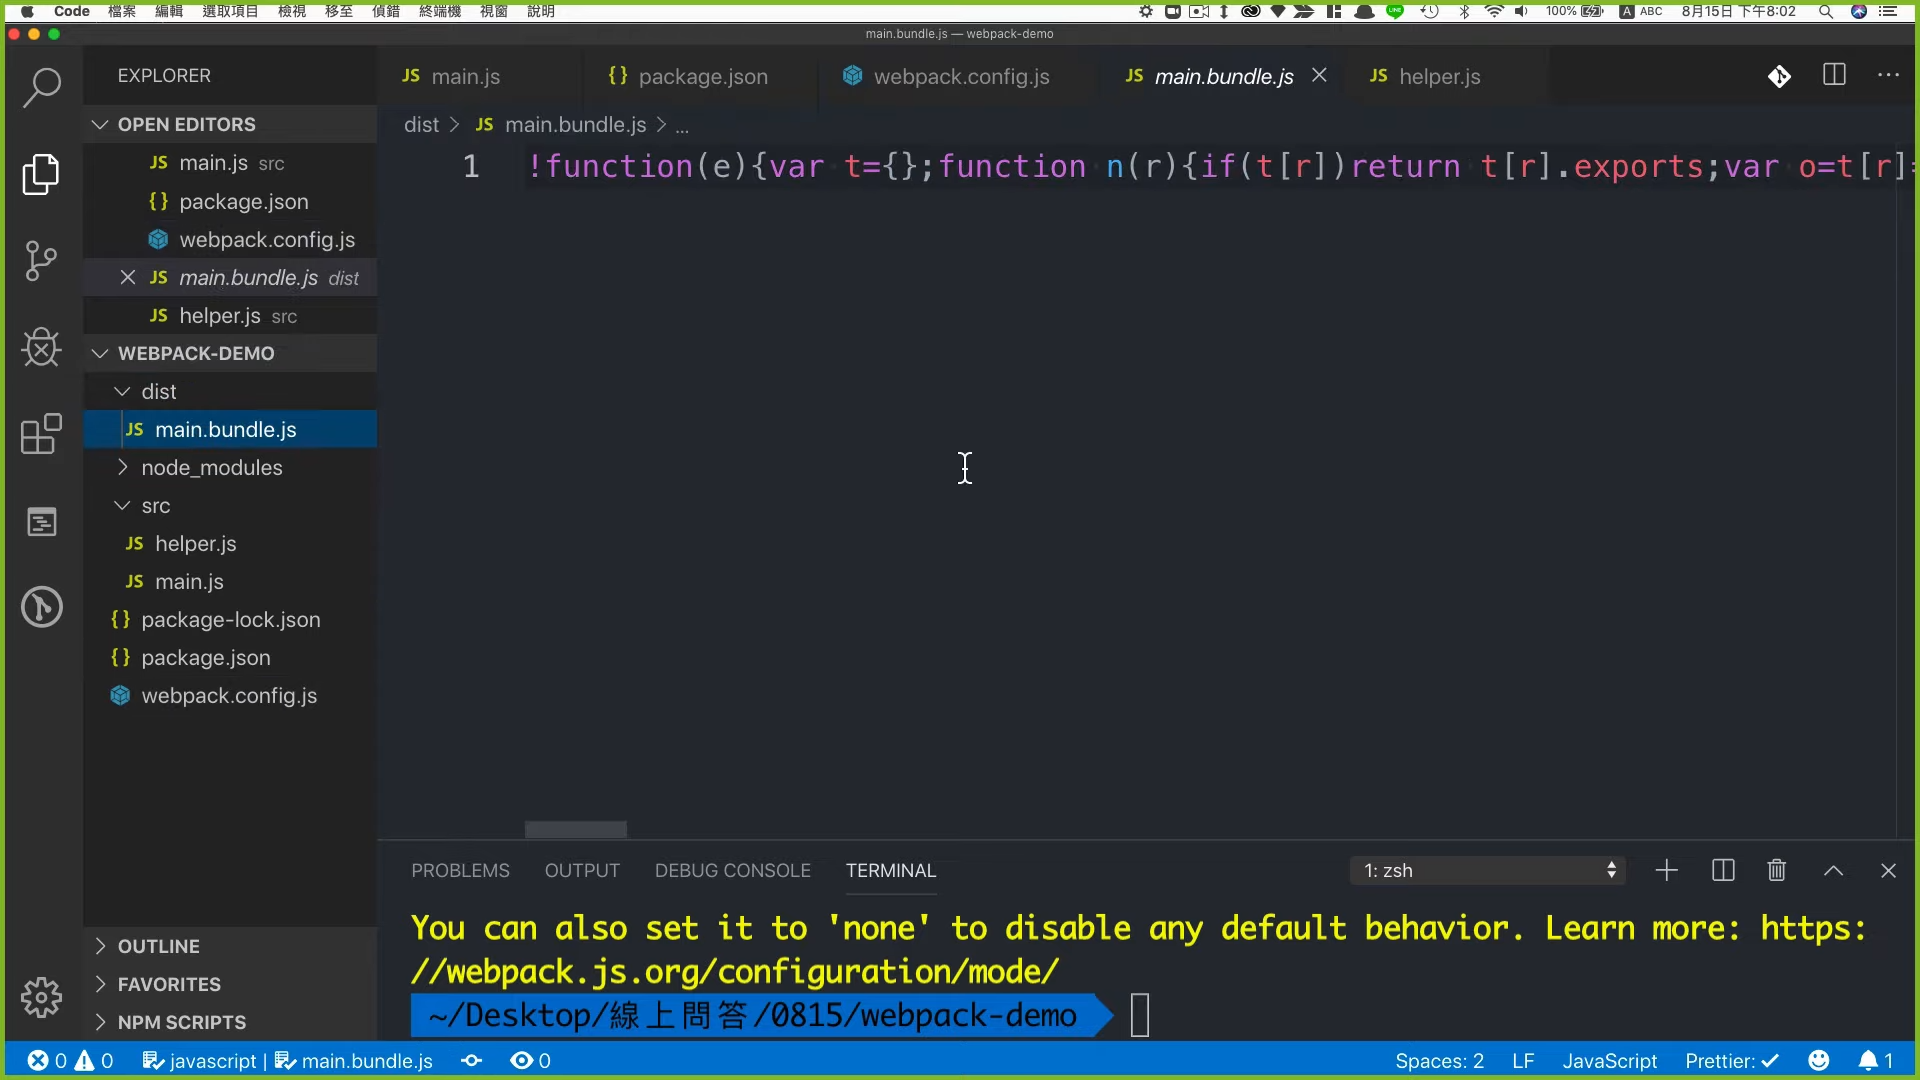 Code 檔案 編輯 選取項目 檢視 移至 偵錯 終端機 視窗 說明 100% A ABC 8月15日 下午8:02
main.bundle.js — webpack-demo
EXPLORER
JS main.js {} package.json webpack.config.js JS main.bundle.js JS helper.js
OPEN EDITORS
dist > JS main.bundle.js > ...
JS main.js src
{} package.json
webpack.config.js
JS main.bundle.js dist
JS helper.js src
1 !function(e){var t={};function n(r){if(t[r])return t[r].exports;var o=t[r]=
WEBPACK-DEMO
dist
JS main.bundle.js
node_modules
src
JS helper.js
JS main.js
{} package-lock.json
{} package.json
webpack.config.js
OUTLINE
FAVORITES
NPM SCRIPTS
PROBLEMS OUTPUT DEBUG CONSOLE TERMINAL 1: zsh
You can also set it to 'none' to disable any default behavior. Learn more: https:
//webpack.js.org/configuration/mode/
~/Desktop/線上問答/0815/webpack-demo
0 0 javascript | main.bundle.js 0 Spaces: 2 LF JavaScript Prettier: ✓ 1